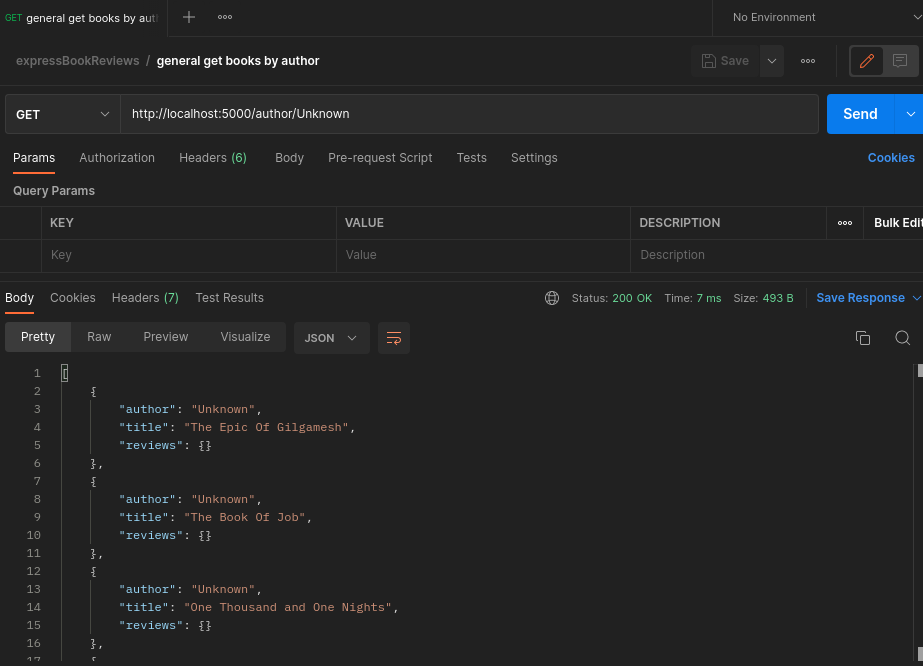 GET general get books by aut
No Environment
expressBookReviews / general get books by author
Save
GET
http://localhost:5000/author/Unknown
Send
Params Authorization Headers (6) Body Pre-request Script Tests Settings Cookies
Query Params
KEY VALUE DESCRIPTION Bulk Edit
Key Value Description
Body Cookies Headers (7) Test Results Status: 200 OK Time: 7 ms Size: 493 B Save Response
Pretty Raw Preview Visualize JSON
1 [
2 {
3 "author": "Unknown",
4 "title": "The Epic Of Gilgamesh",
5 "reviews": {}
6 },
7 {
8 "author": "Unknown",
9 "title": "The Book Of Job",
10 "reviews": {}
11 },
12 {
13 "author": "Unknown",
14 "title": "One Thousand and One Nights",
15 "reviews": {}
16 },
17 {